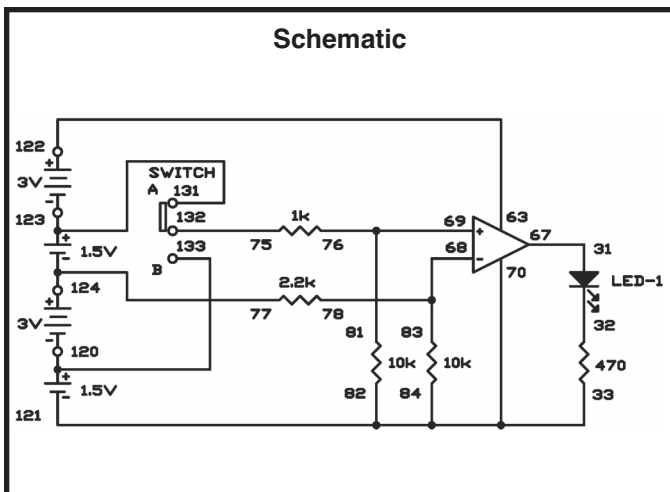 Schematic
122
3V
123
1.5V
124
3V
120
1.5V
121
SWITCH
A
131
132
133
B
1k
75
76
2.2k
77
78
69
68
63
67
70
31
LED-1
32
81
83
10k
10k
470
82
84
33
+
-
+
-
+
-
+
-
+
-